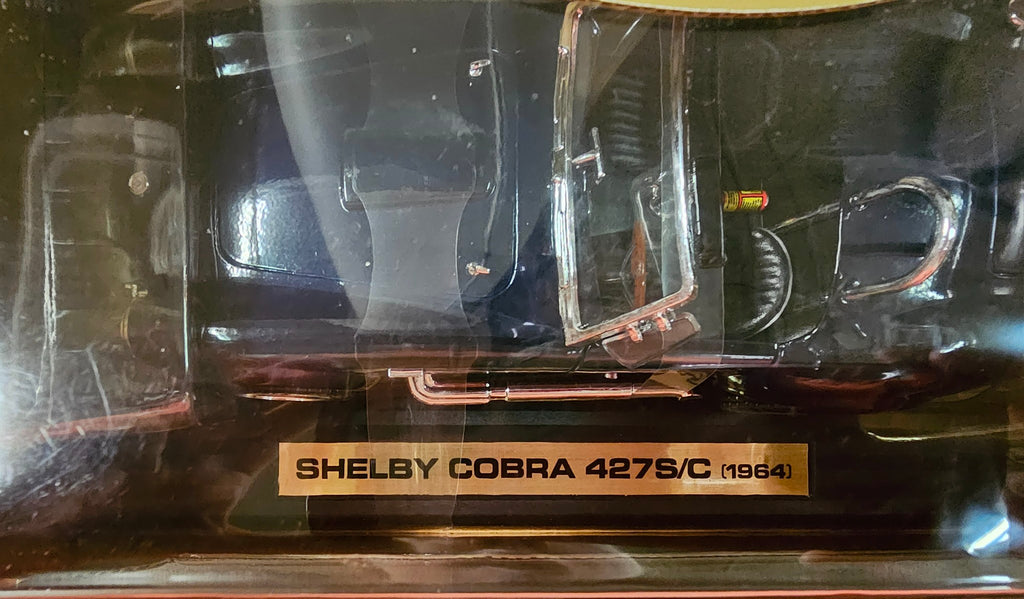 SHELBY COBRA 427S/C (1964)